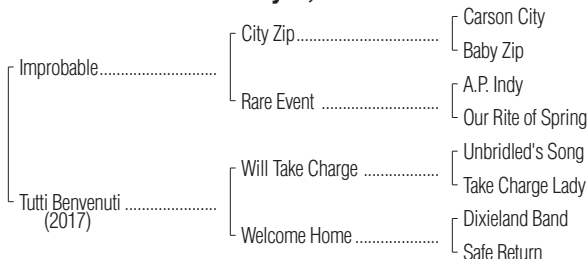 Carson City
City Zip
Baby Zip
Improbable
A.P. Indy
Rare Event
Our Rite of Spring
Unbridled's Song
Will Take Charge
Take Charge Lady
Tutti Benvenuti
(2017)
Dixieland Band
Welcome Home
Safe Return